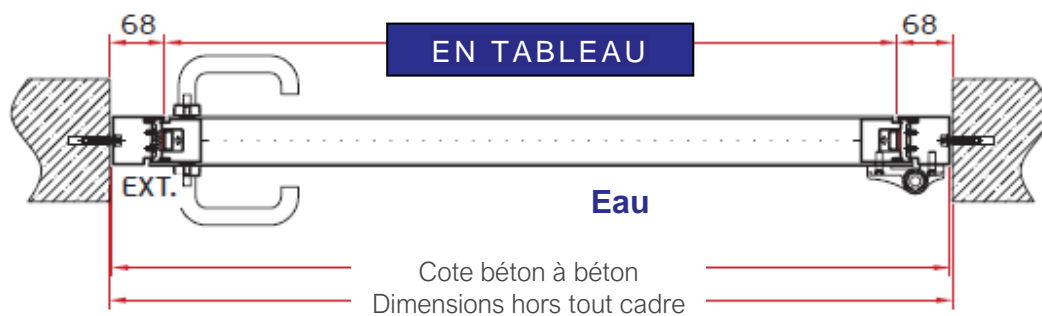 68
EN TABLEAU
68
EXT.
Eau
Cote béton à béton
Dimensions hors tout cadre